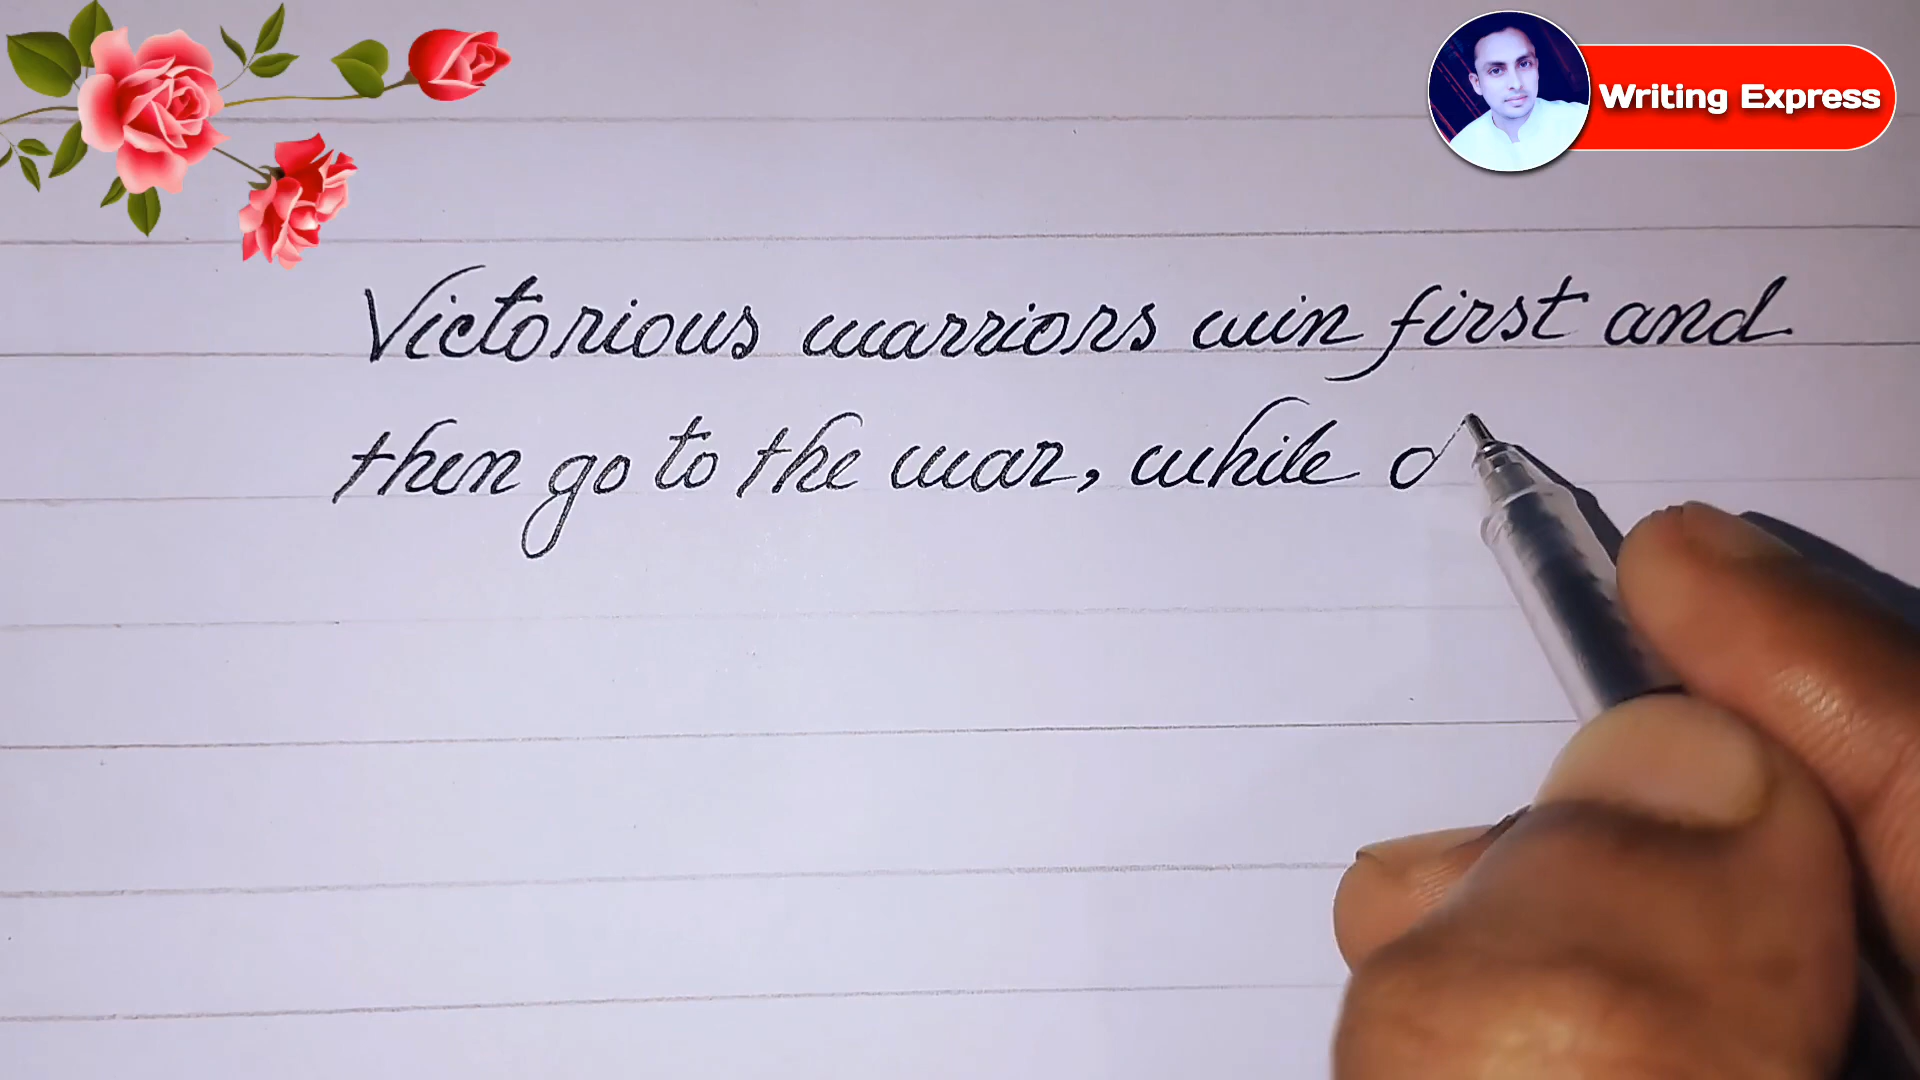 Writing Express
Victorious warriors win first and
then go to the war, while